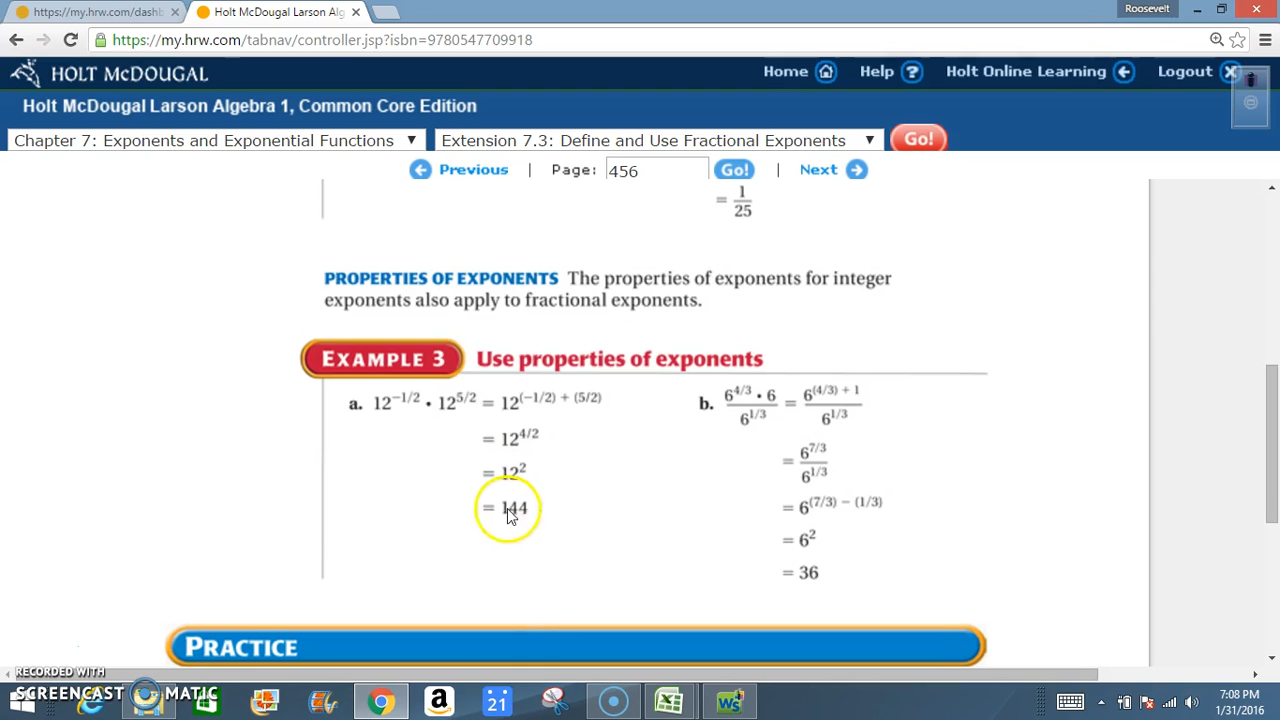 https://my.hrw.com/dashb × Holt McDougal Larson Alge × Roosevelt
https://my.hrw.com/tabnav/controller.jsp?isbn=9780547709918
HOLT MCDOUGAL Home Help ? Holt Online Learning Logout X
Holt McDougal Larson Algebra 1, Common Core Edition
Chapter 7: Exponents and Exponential Functions ▼ Extension 7.3: Define and Use Fractional Exponents ▼ Go!
Previous | Page: 456 Go! | Next
= 1/25
PROPERTIES OF EXPONENTS The properties of exponents for integer
exponents also apply to fractional exponents.
EXAMPLE 3 Use properties of exponents
a. 12^(−1/2) • 12^(5/2) = 12^((−1/2) + (5/2))
= 12^(4/2)
= 12²
= 144
b. (6^(4/3) • 6)/(6^(1/3)) = (6^((4/3) + 1))/(6^(1/3))
= (6^(7/3))/(6^(1/3))
= 6^((7/3) − (1/3))
= 6²
= 36
PRACTICE
RECORDED WITH
SCREENCAST MATIC
21
7:08 PM
1/31/2016